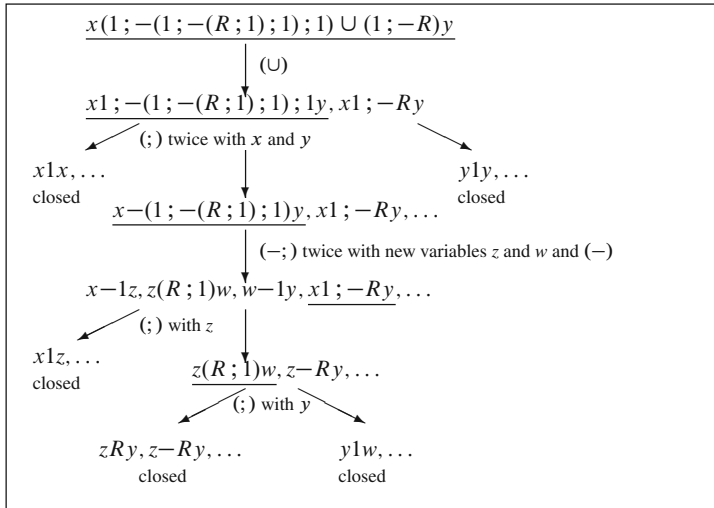 x(1 ; −(1 ; −(R ; 1) ; 1) ; 1) ∪ (1 ; −R)y
(∪)
x1 ; −(1 ; −(R ; 1) ; 1) ; 1y, x1 ; −Ry
(;) twice with x and y
x1x, . . .
closed
y1y, . . .
closed
x−(1 ; −(R ; 1) ; 1)y, x1 ; −Ry, . . .
(−;) twice with new variables z and w and (−)
x−1z, z(R ; 1)w, w−1y, x1 ; −Ry, . . .
(;) with z
x1z, . . .
closed
z(R ; 1)w, z−Ry, . . .
(;) with y
zRy, z−Ry, . . .
closed
y1w, . . .
closed